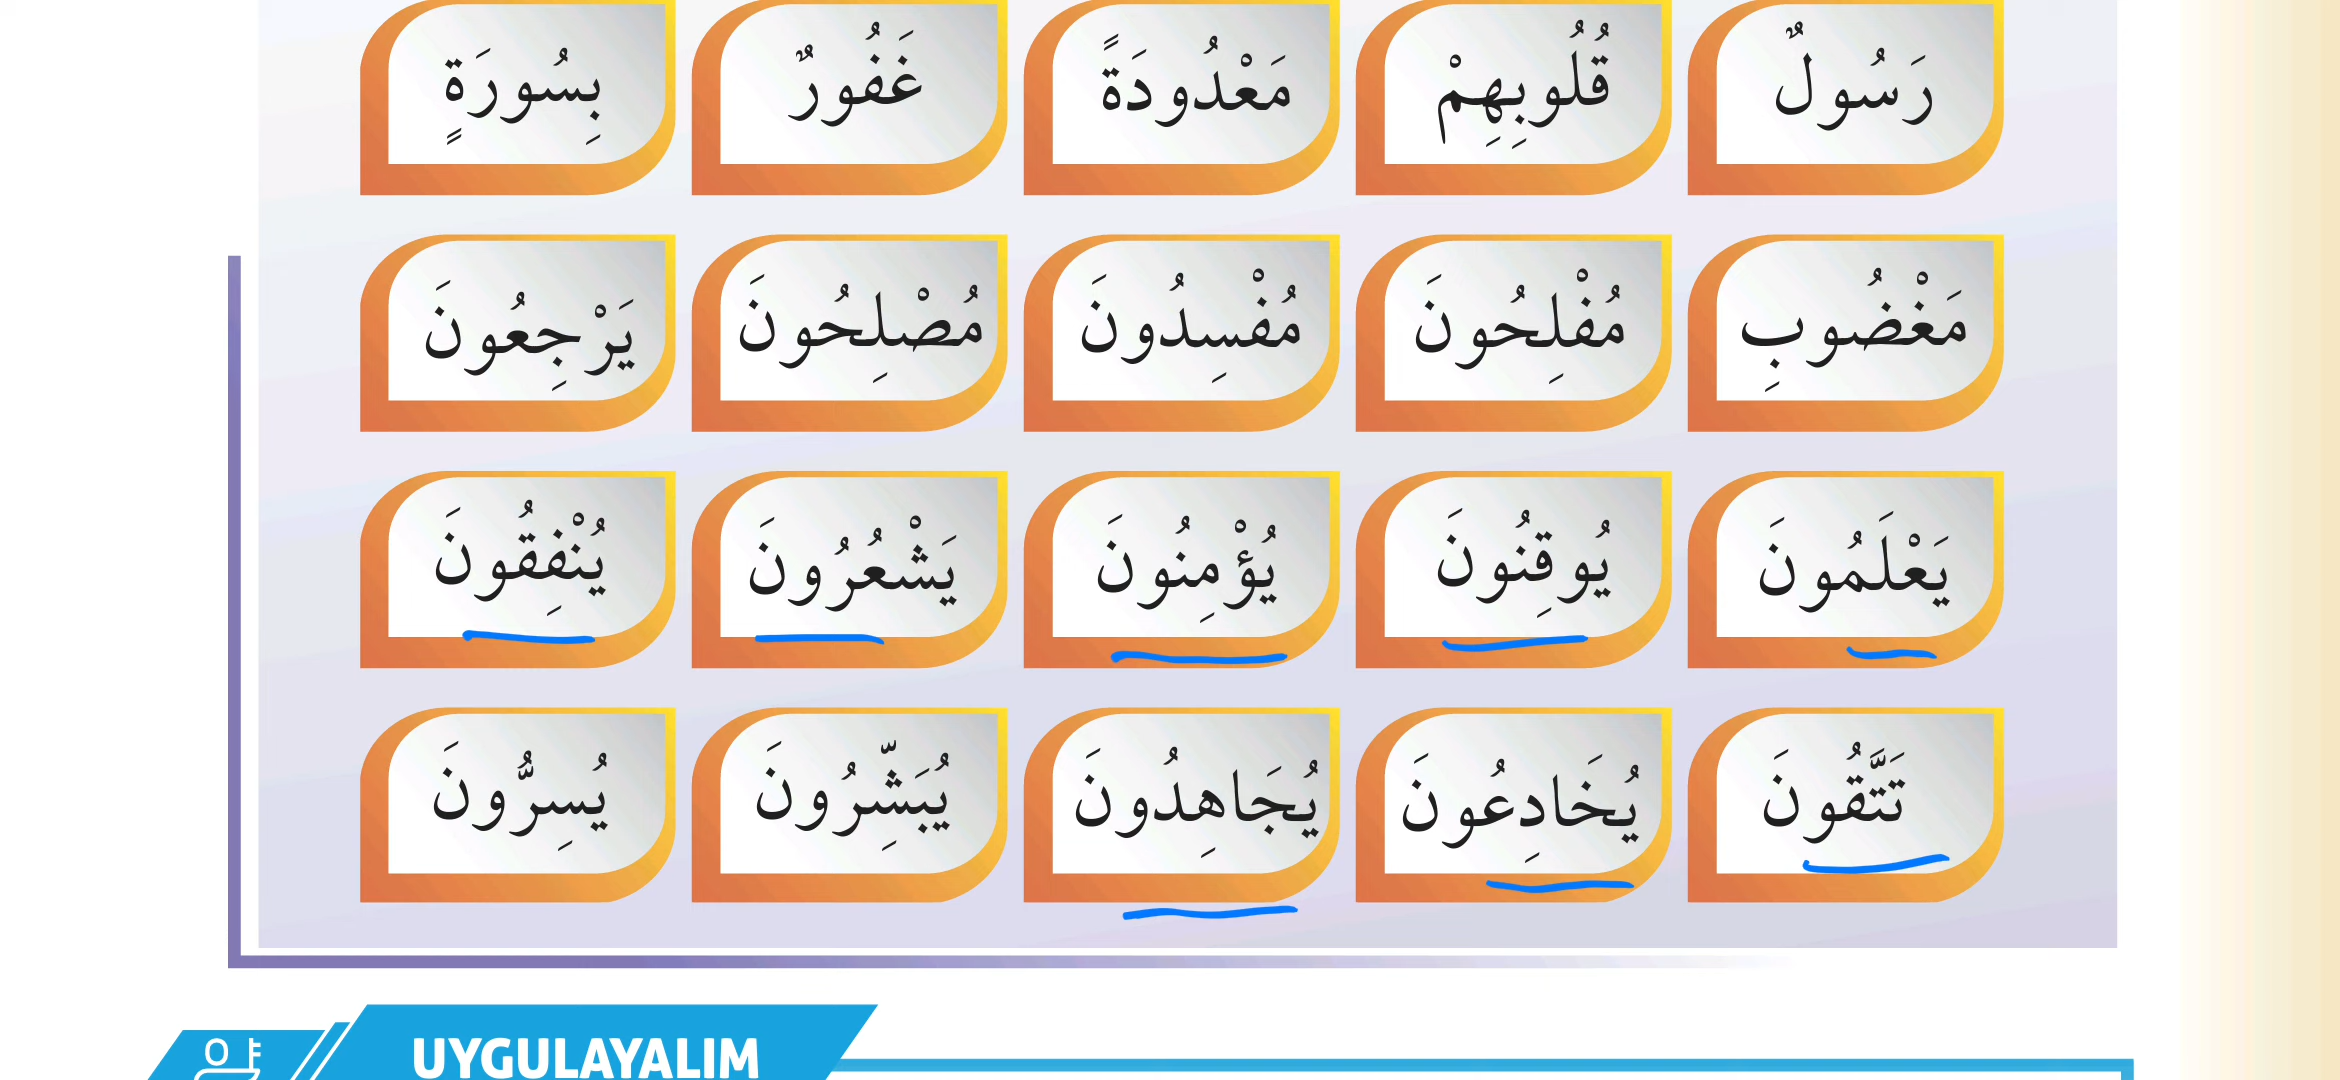 رَسُولٌ قُلُوبِهِمْ مَعْدُودَةً غَفُورٌ بِسُورَةٍ
مَغْضُوبِ مُفْلِحُونَ مُفْسِدُونَ مُصْلِحُونَ يَرْجِعُونَ
يَعْلَمُونَ يُوقِنُونَ يُؤْمِنُونَ يَشْعُرُونَ يُنْفِقُونَ
تَتَّقُونَ يُخَادِعُونَ يُجَاهِدُونَ يُبَشِّرُونَ يُسِرُّونَ
UYGULAYALIM